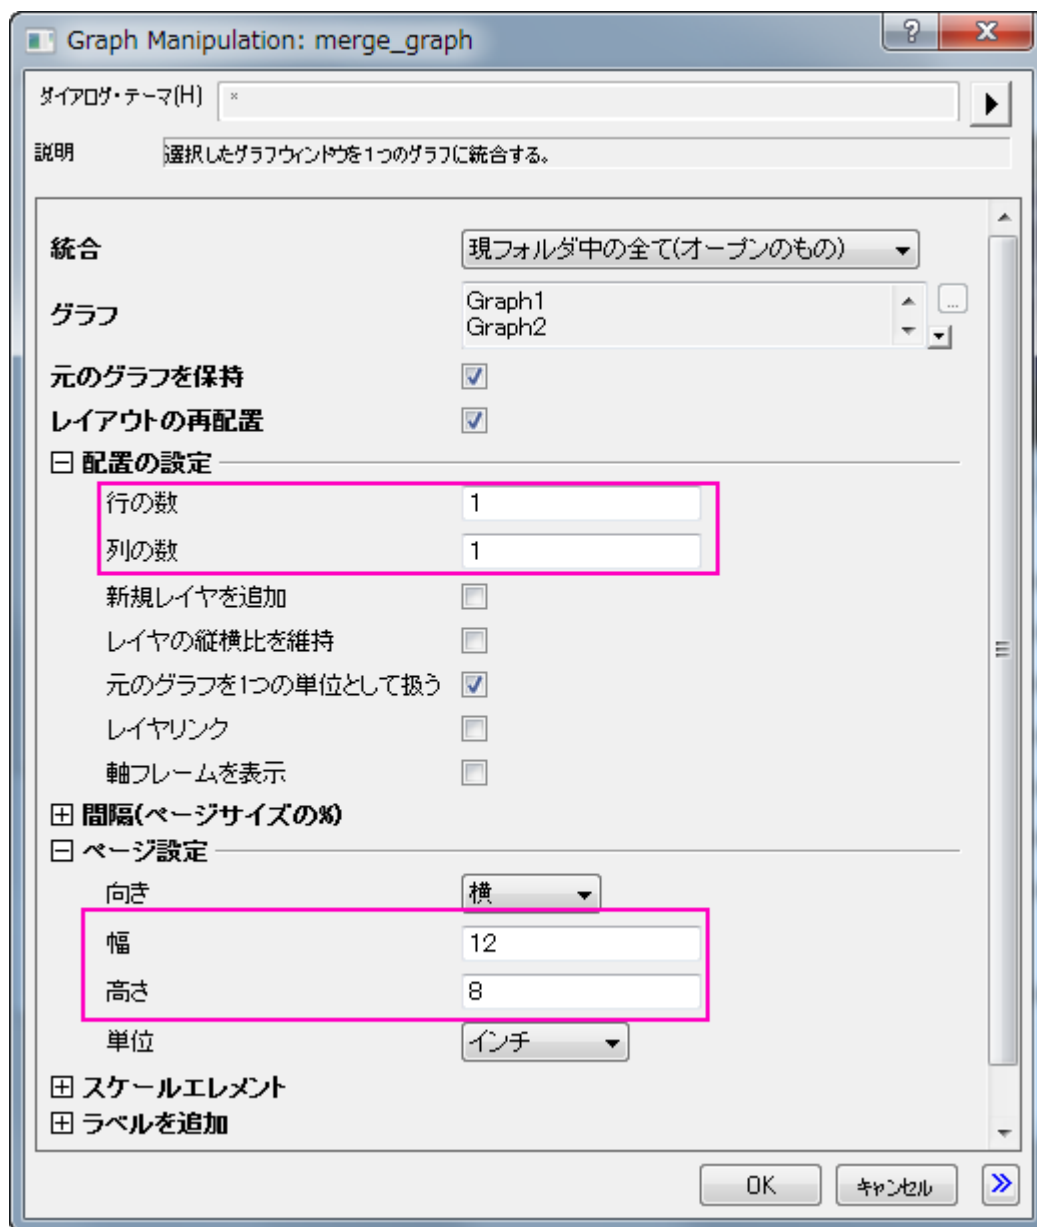 Graph Manipulation: merge_graph
ダイアログ・テーマ(H) *
説明 選択したグラフウィンドウを1つのグラフに統合する。
統合 現フォルダ中の全て(オープンのもの)
グラフ Graph1
Graph2
元のグラフを保持
レイアウトの再配置
配置の設定
行の数 1
列の数 1
新規レイヤを追加
レイヤの縦横比を維持
元のグラフを1つの単位として扱う
レイヤリンク
軸フレームを表示
間隔(ページサイズの%)
ページ設定
向き 横
幅 12
高さ 8
単位 インチ
スケールエレメント
ラベルを追加
OK キャンセル